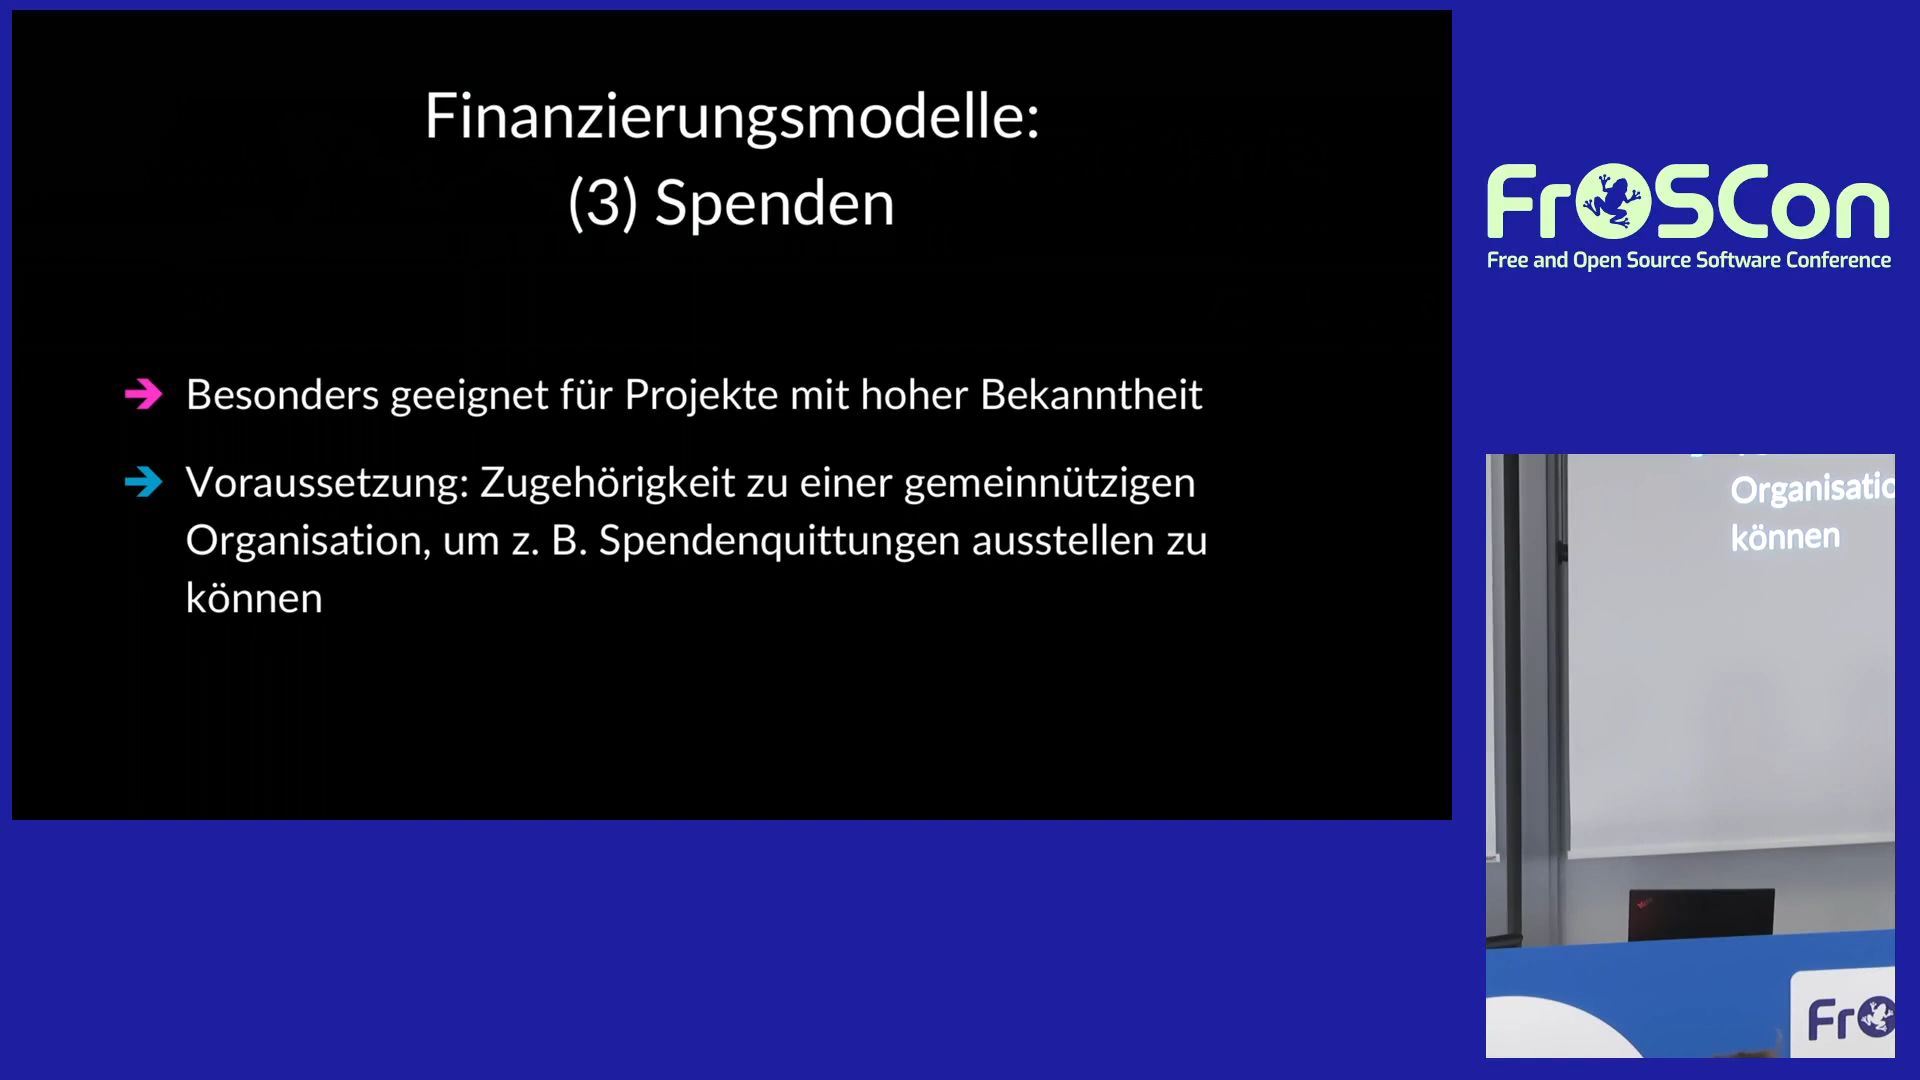 Finanzierungsmodelle:
(3) Spenden
Besonders geeignet für Projekte mit hoher Bekanntheit
Voraussetzung: Zugehörigkeit zu einer gemeinnützigen
Organisation, um z. B. Spendenquittungen ausstellen zu
können
FrOSCon
Free and Open Source Software Conference
Organisatio
können
FrO